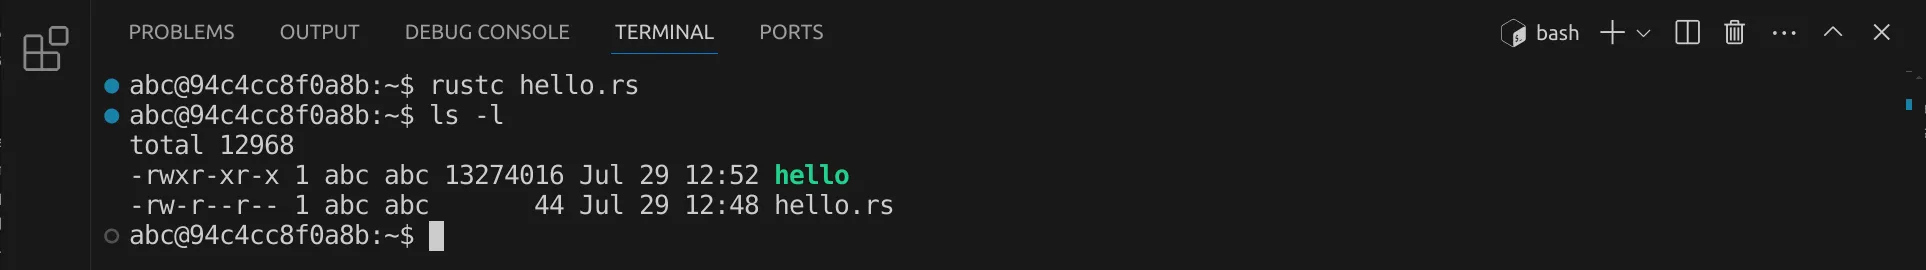 PROBLEMS OUTPUT DEBUG CONSOLE TERMINAL PORTS bash
abc@94c4cc8f0a8b:~$ rustc hello.rs
abc@94c4cc8f0a8b:~$ ls -l
total 12968
-rwxr-xr-x 1 abc abc 13274016 Jul 29 12:52 hello
-rw-r--r-- 1 abc abc       44 Jul 29 12:48 hello.rs
abc@94c4cc8f0a8b:~$